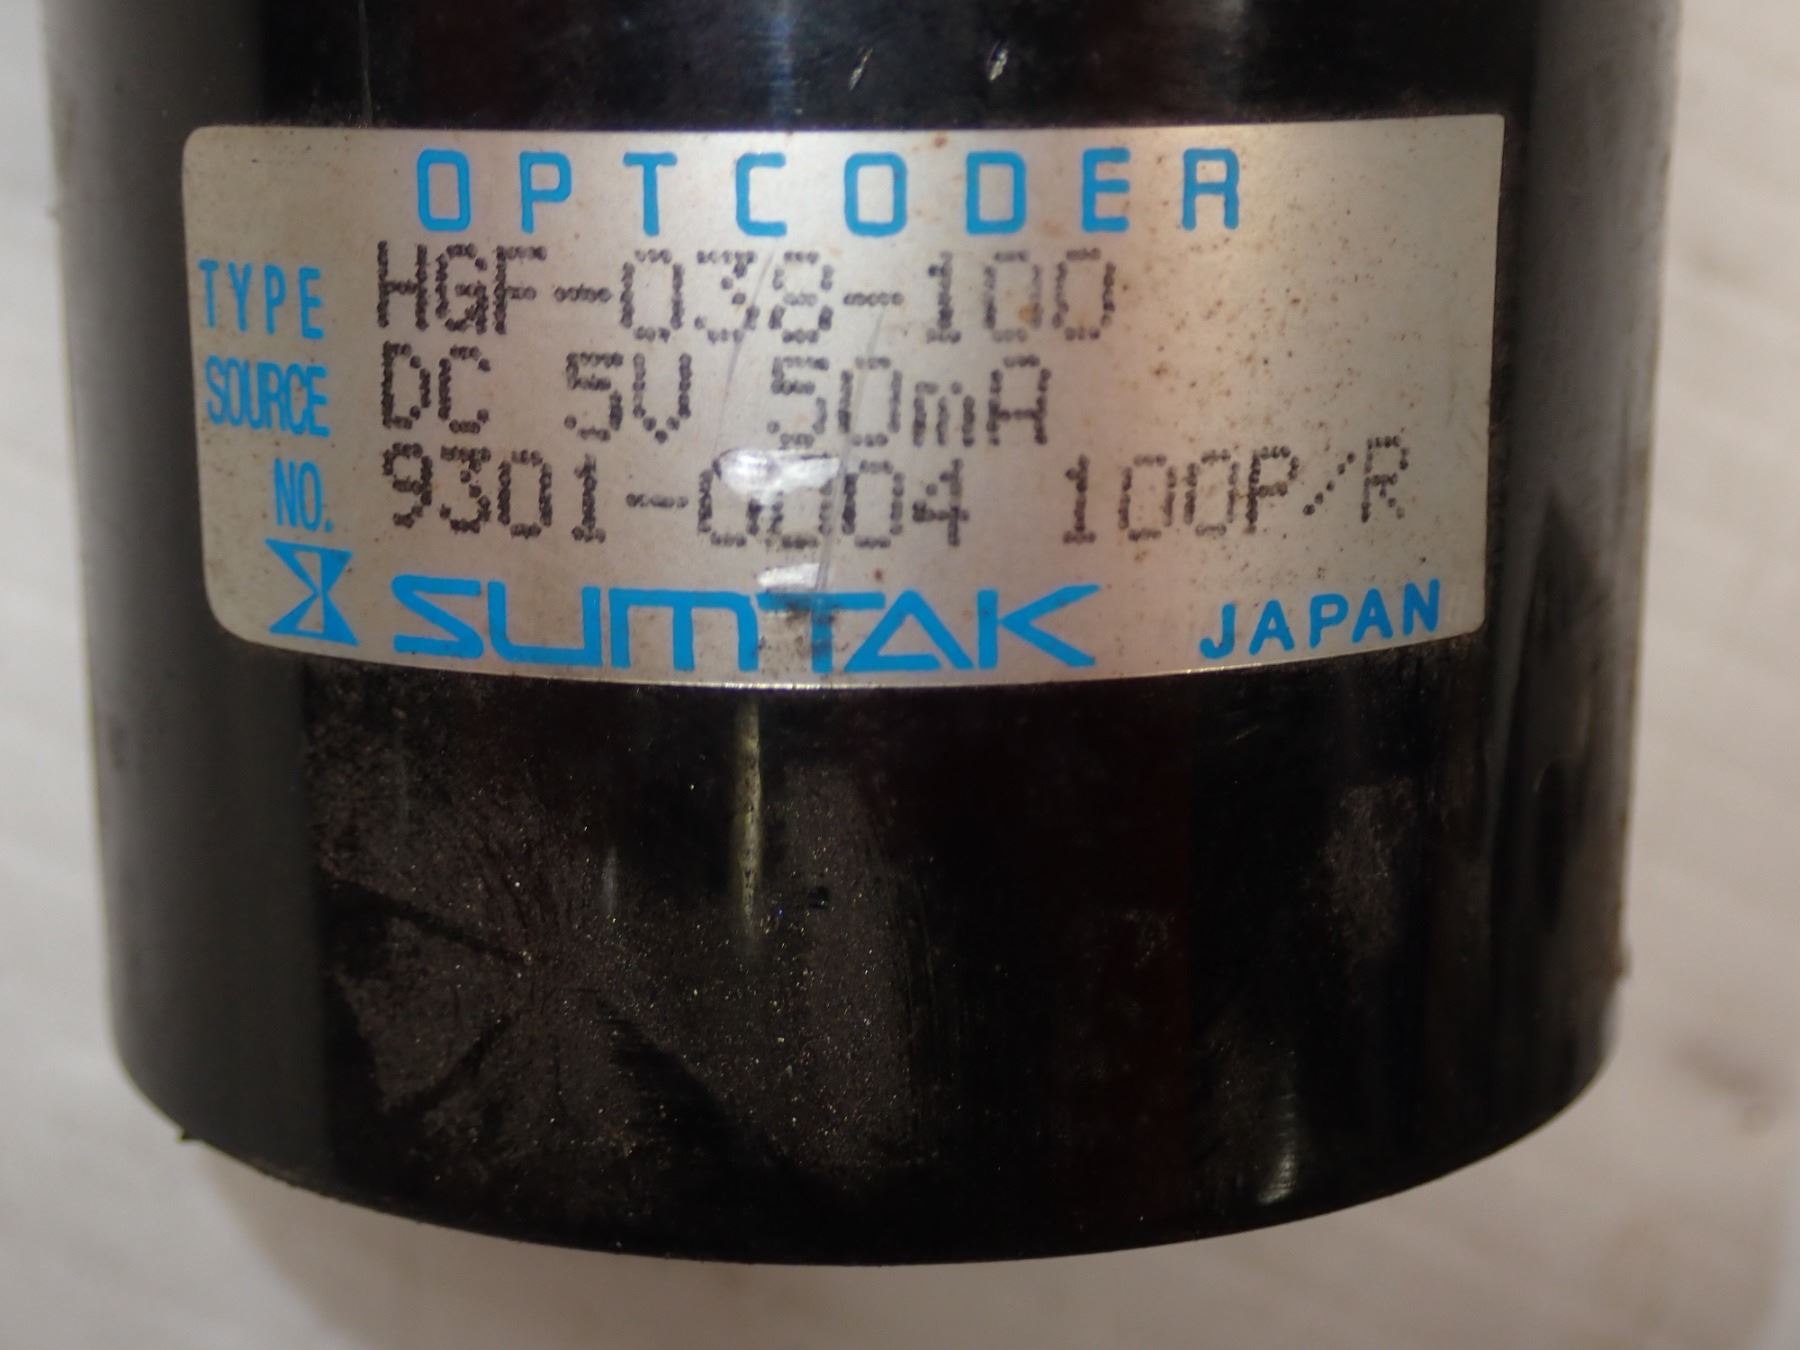 OPTCODER
TYPE HGF-038-100
SOURCE DC 5V 50mA
NO. 9301-0004 100P/R
SUMTAK JAPAN